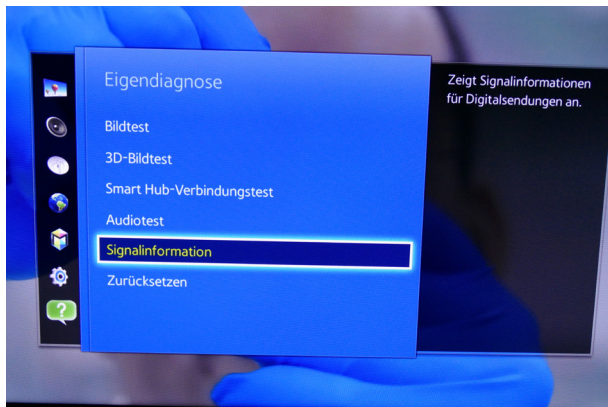 Eigendiagnose
Bildtest
3D-Bildtest
Smart Hub-Verbindungstest
Audiotest
Signalinformation
Zurücksetzen
Zeigt Signalinformationen
für Digitalsendungen an.
?